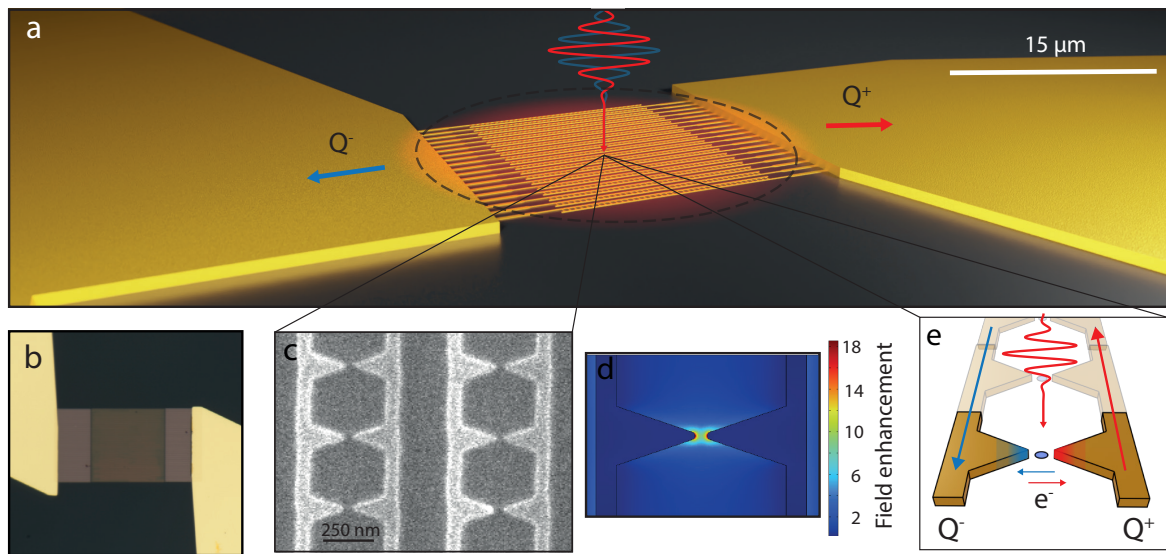 a
15 μm
Q⁺
Q⁻
b
c
250 nm
d
18
14
10
6
2
Field enhancement
e
e⁻
Q⁻
Q⁺